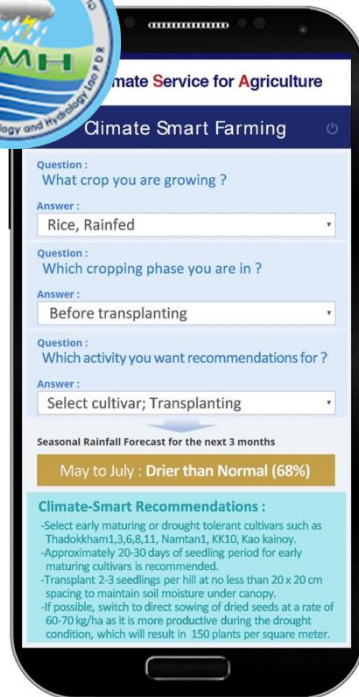 MH
ology and Hydrology Lao PDR
mate Service for Agriculture
Climate Smart Farming
Question :
What crop you are growing ?
Answer :
Rice, Rainfed
Question :
Which cropping phase you are in ?
Answer :
Before transplanting
Question :
Which activity you want recommendations for ?
Answer :
Select cultivar; Transplanting
Seasonal Rainfall Forecast for the next 3 months
May to July : Drier than Normal (68%)
Climate-Smart Recommendations :
-Select early maturing or drought tolerant cultivars such as
Thadokkham1,3,6,8,11, Namtan1, KK10, Kao kainoy.
-Approximately 20-30 days of seedling period for early
maturing cultivars is recommended.
-Transplant 2-3 seedlings per hill at no less than 20 x 20 cm
spacing to maintain soil moisture under canopy.
-If possible, switch to direct sowing of dried seeds at a rate of
60-70 kg/ha as it is more productive during the drought
condition, which will result in 150 plants per square meter.